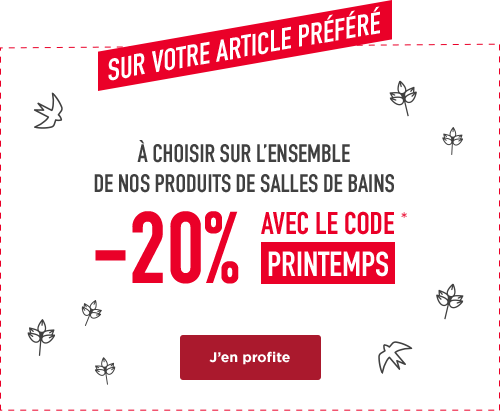 SUR VOTRE ARTICLE PRÉFÉRÉ
À CHOISIR SUR L'ENSEMBLE
DE NOS PRODUITS DE SALLES DE BAINS
-20%
AVEC LE CODE *
PRINTEMPS
J'en profite